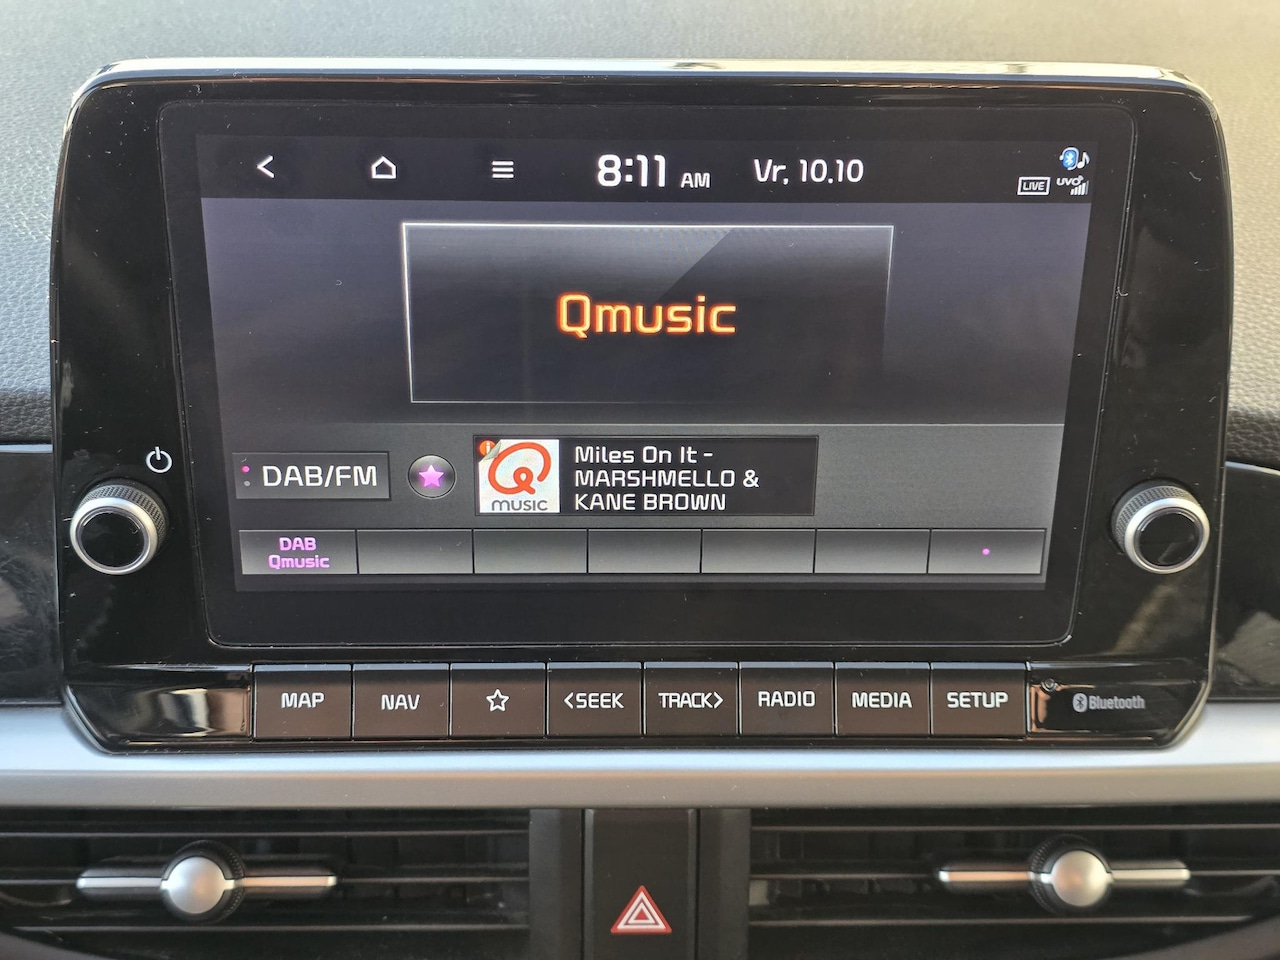 8:11 AM Vr. 10.10
LIVE UVO
Qmusic
DAB/FM
MUSIC
Miles On It -
MARSHMELLO &
KANE BROWN
DAB
Qmusic
MAP NAV <SEEK TRACK> RADIO MEDIA SETUP
Bluetooth